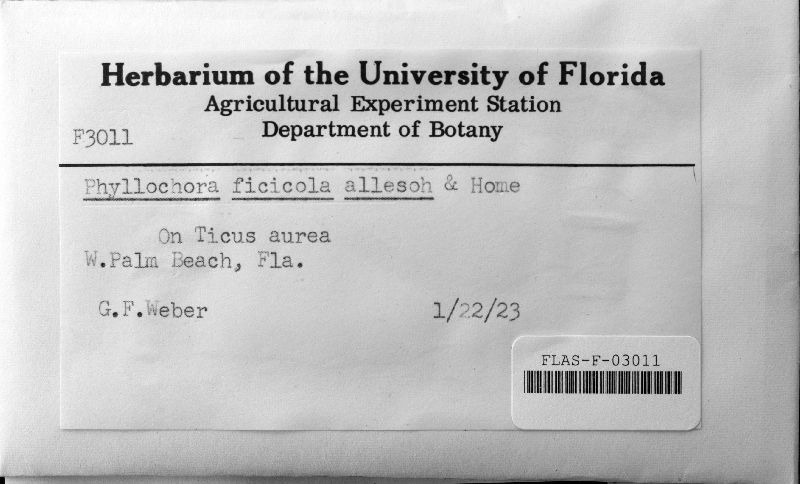 Herbarium of the University of Florida
Agricultural Experiment Station
Department of Botany
F3011
Phyllochora ficicola allesoh & Home
On Ticus aurea
W.Palm Beach, Fla.
G.F.Weber 1/22/23
FLAS-F-03011